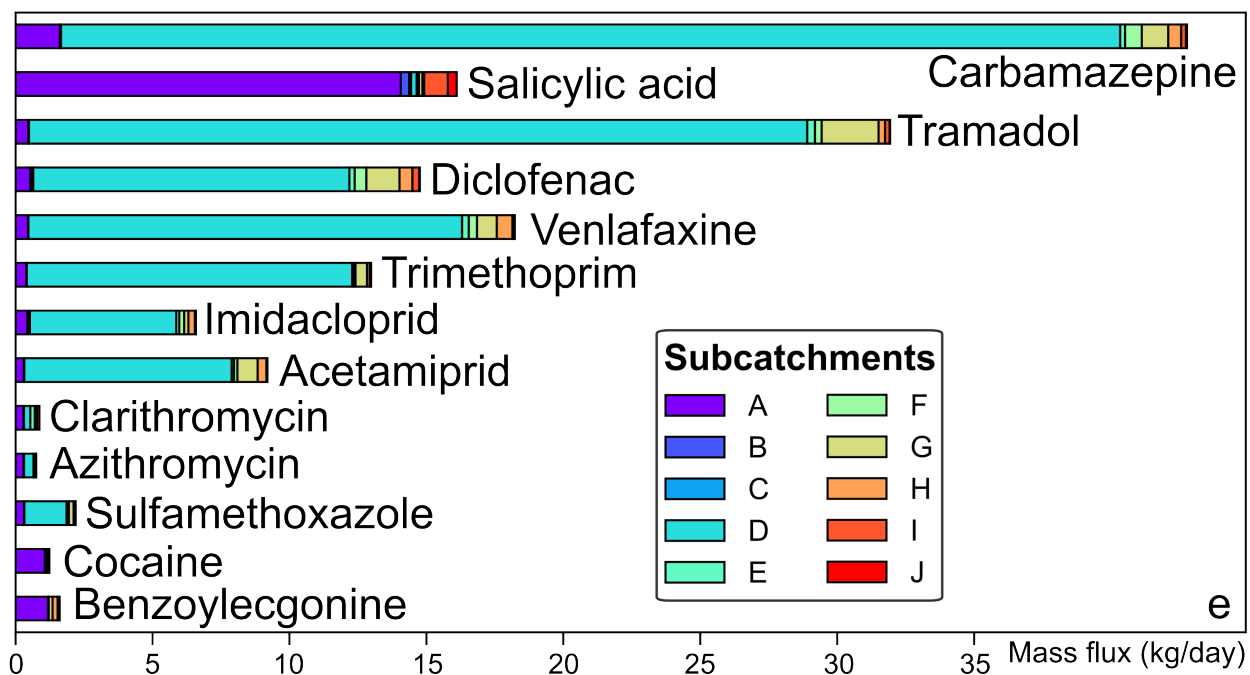 Carbamazepine
Salicylic acid
Tramadol
Diclofenac
Venlafaxine
Trimethoprim
Imidacloprid
Acetamiprid
Clarithromycin
Azithromycin
Sulfamethoxazole
Cocaine
Benzoylecgonine
Subcatchments
A F
B G
C H
D I
E J
e
0 5 10 15 20 25 30 35 Mass flux (kg/day)